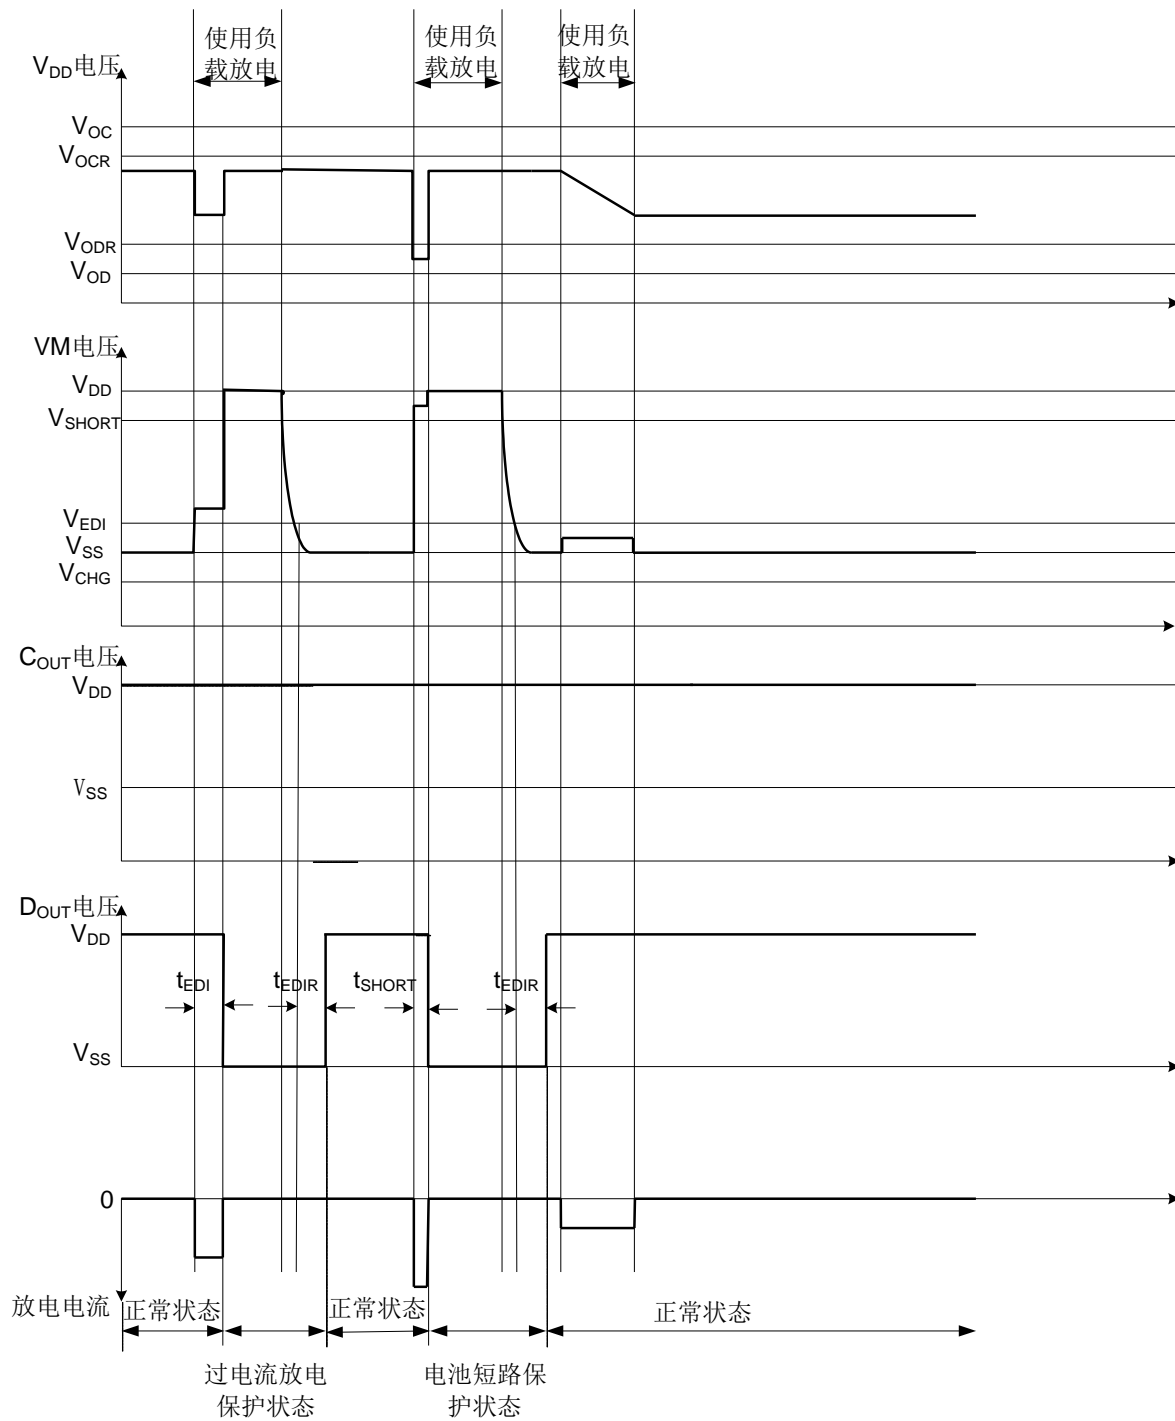 使用负
载放电
使用负
载放电
使用负
载放电
VDD电压
VOC
VOCR
VODR
VOD
VM电压
VDD
VSHORT
VEDI
VSS
VCHG
COUT电压
VDD
VSS
DOUT电压
VDD
tEDI
tEDIR
tSHORT
tEDIR
VSS
0
放电电流
正常状态
正常状态
正常状态
过电流放电
保护状态
电池短路保
护状态